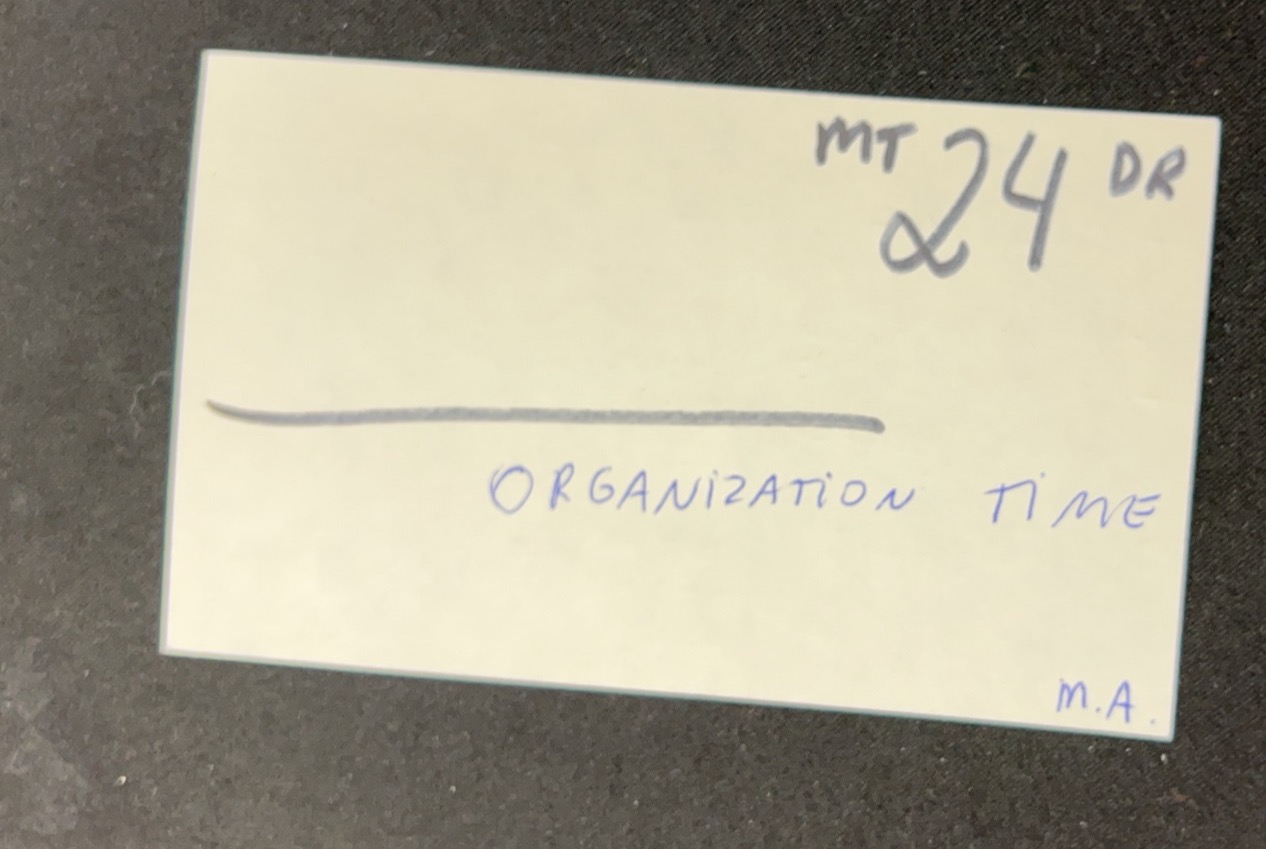 MT 24 DR
ORGANiZATiON TiME
M.A.